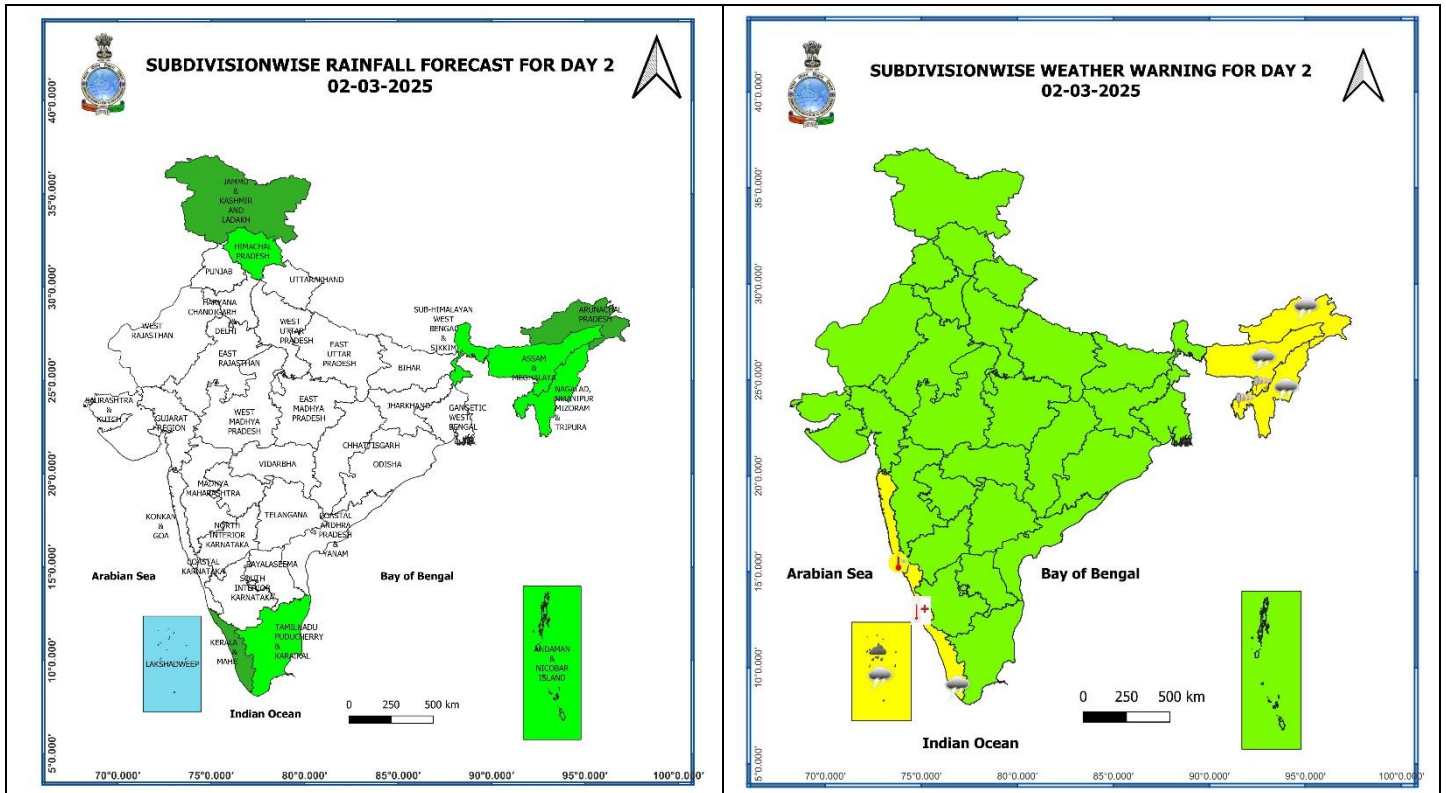 SUBDIVISIONWISE RAINFALL FORECAST FOR DAY 2
02-03-2025
40°0.000'
35°0.000'
30°0.000'
25°0.000'
20°0.000'
15°0.000'
10°0.000'
5°0.000'
JAMMU
&
KASHMIR
AND
LADAKH
HIMACHAL
PRADESH
PUNJAB
UTTARAKHAND
HARYANA
CHANDIGARH &
DELHI
WEST
RAJASTHAN
WEST
UTTAR
PRADESH
SUB-HIMALAYAN
WEST
BENGAL
&
SIKKIM
ARUNACHAL
PRADESH
EAST
RAJASTHAN
EAST
UTTAR
PRADESH
BIHAR
ASSAM
&
MEGHALAYA
NAGALAD,
MANIPUR
MIZORAM
&
TRIPURA
SAURASHTRA
&
KUTCH
GUJARAT
REGION
WEST
MADHYA
PRADESH
EAST
MADHYA
PRADESH
JHARKHAND
GANGETIC
WEST
BENGAL
CHHATTISGARH
ODISHA
VIDARBHA
MADHYA
MAHARASHTRA
KONKAN
&
GOA
TELANGANA
COASTAL
ANDHRA
PRADESH
&
YANAM
NORTH
INTERIOR
KARNATAKA
COASTAL
KARNATAKA
RAYALASEEMA
SOUTH
INTERIOR
KARNATAKA
Arabian Sea
Bay of Bengal
LAKSHADWEEP
KERALA
&
MAHE
TAMILNADU
PUDUCHERRY
&
KARAIKAL
ANDAMAN
&
NICOBAR
ISLAND
Indian Ocean
0 250 500 km
70°0.000' 75°0.000' 80°0.000' 85°0.000' 90°0.000' 95°0.000' 100°0.000'
SUBDIVISIONWISE WEATHER WARNING FOR DAY 2
02-03-2025
40°0.000'
35°0.000'
30°0.000'
25°0.000'
20°0.000'
15°0.000'
10°0.000'
5°0.000'
Arabian Sea
Bay of Bengal
Indian Ocean
0 250 500 km
70°0.000' 75°0.000' 80°0.000' 85°0.000' 90°0.000' 95°0.000' 100°0.000'